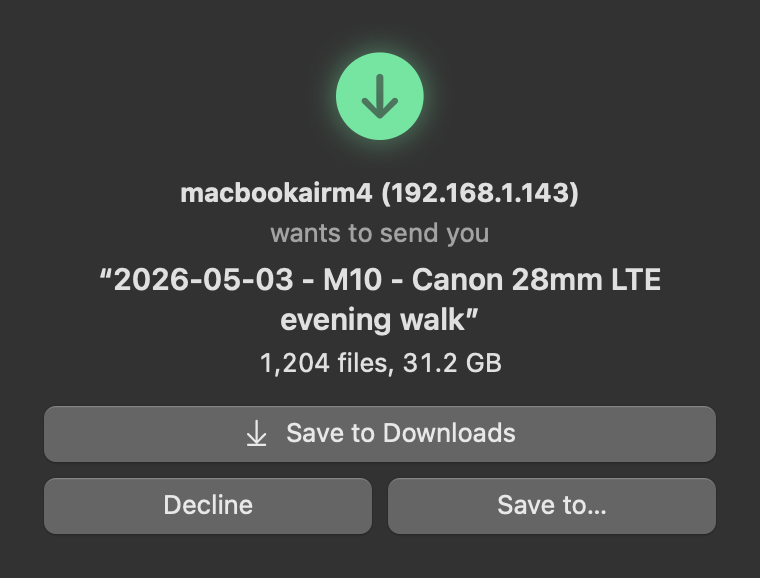 macbookairm4 (192.168.1.143)
wants to send you
“2026-05-03 - M10 - Canon 28mm LTE
evening walk”
1,204 files, 31.2 GB
Save to Downloads
Decline
Save to...